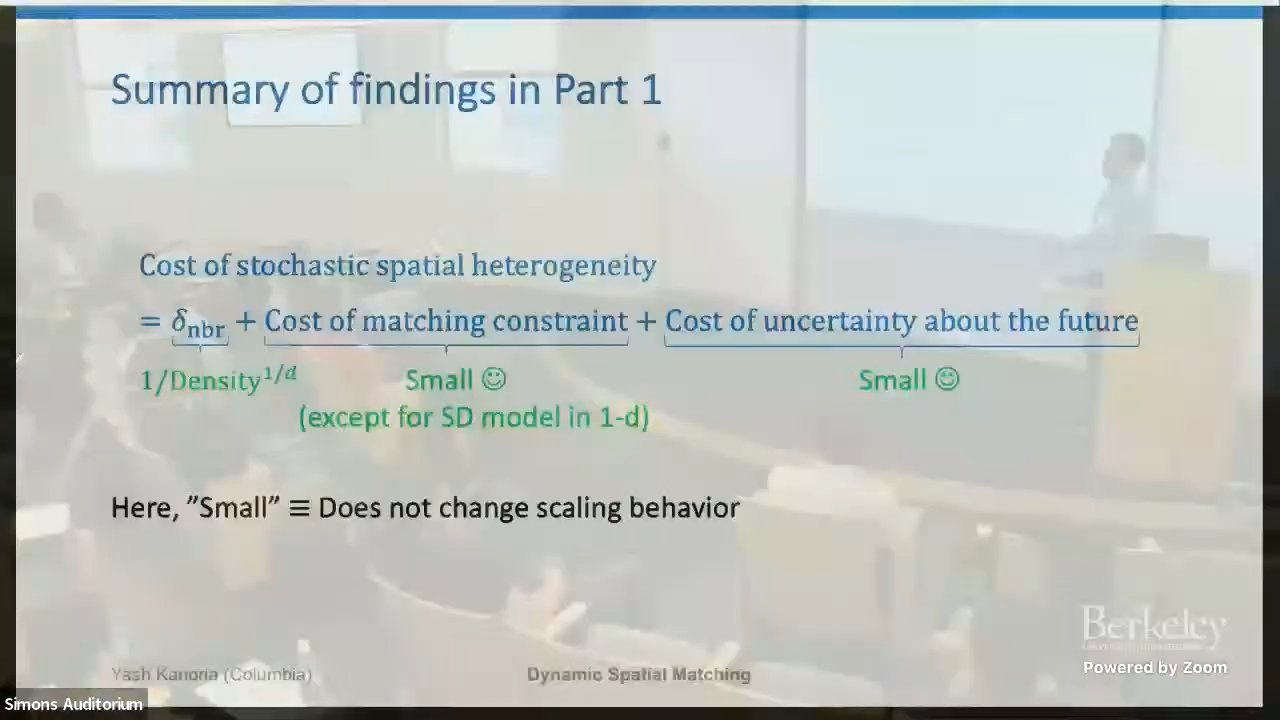 Summary of findings in Part 1
Cost of stochastic spatial heterogeneity
= δnbr + Cost of matching constraint + Cost of uncertainty about the future
1/Density^1/d Small ☺ Small ☺
(except for SD model in 1-d)
Here, ”Small” ≡ Does not change scaling behavior
Berkeley
Powered by Zoom
Yash Kanoria (Columbia) Dynamic Spatial Matching
Simons Auditorium